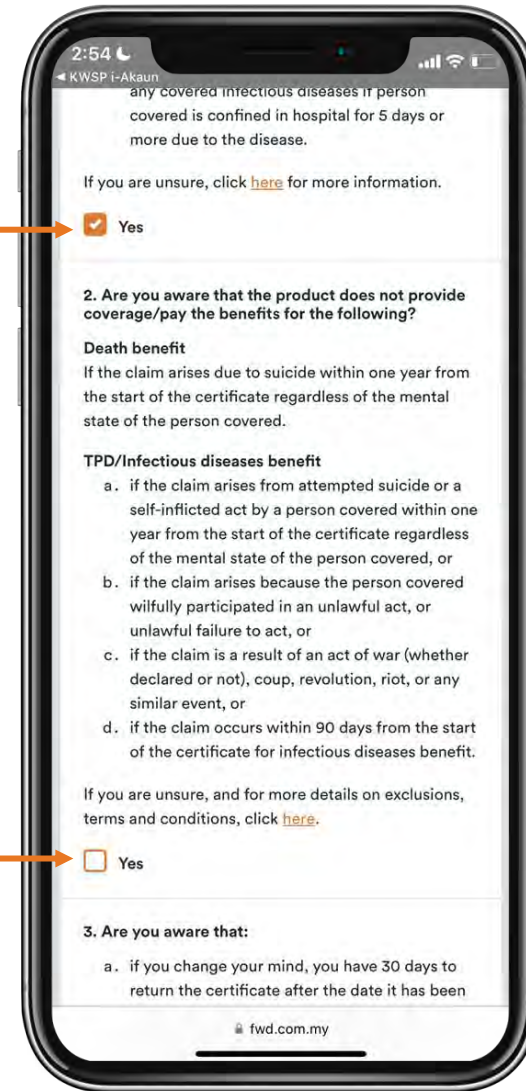 2:54
◄ KWSP i-Akaun
any covered infectious diseases if person
covered is confined in hospital for 5 days or
more due to the disease.
If you are unsure, click here for more information.
Yes
2. Are you aware that the product does not provide
coverage/pay the benefits for the following?
Death benefit
If the claim arises due to suicide within one year from
the start of the certificate regardless of the mental
state of the person covered.
TPD/Infectious diseases benefit
a. if the claim arises from attempted suicide or a
self-inflicted act by a person covered within one
year from the start of the certificate regardless
of the mental state of the person covered, or
b. if the claim arises because the person covered
wilfully participated in an unlawful act, or
unlawful failure to act, or
c. if the claim is a result of an act of war (whether
declared or not), coup, revolution, riot, or any
similar event, or
d. if the claim occurs within 90 days from the start
of the certificate for infectious diseases benefit.
If you are unsure, and for more details on exclusions,
terms and conditions, click here.
Yes
3. Are you aware that:
a. if you change your mind, you have 30 days to
return the certificate after the date it has been
fwd.com.my